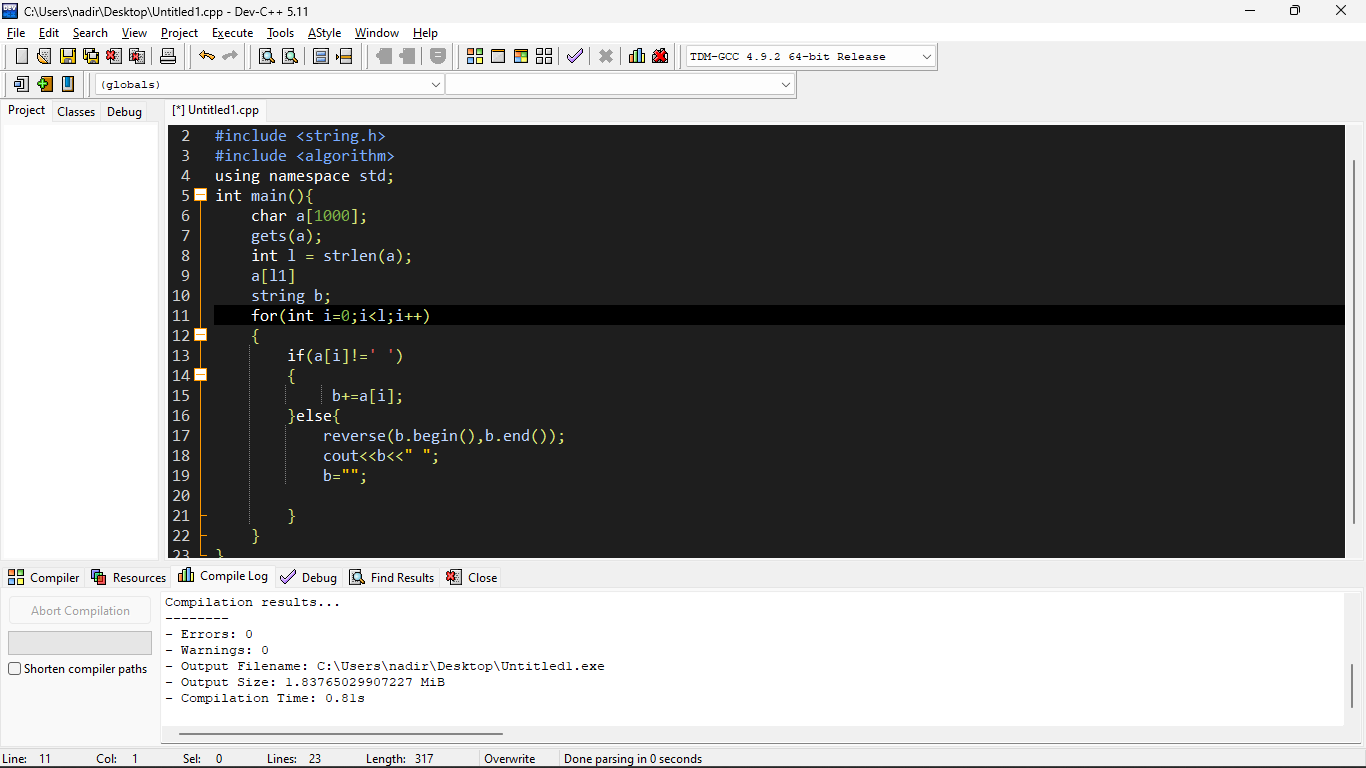 C:\Users\nadir\Desktop\Untitled1.cpp - Dev-C++ 5.11
File Edit Search View Project Execute Tools AStyle Window Help
TDM-GCC 4.9.2 64-bit Release
(globals)
Project Classes Debug [*] Untitled1.cpp
2 #include <string.h>
3 #include <algorithm>
4 using namespace std;
5 int main(){
6 char a[1000];
7 gets(a);
8 int l = strlen(a);
9 a[l1]
10 string b;
11 for(int i=0;i<l;i++)
12 {
13 if(a[i]!=' ')
14 {
15 b+=a[i];
16 }else{
17 reverse(b.begin(),b.end());
18 cout<<b<<" ";
19 b="";
20
21 }
22 }
23 }
Compiler Resources Compile Log Debug Find Results Close
Abort Compilation
Shorten compiler paths
Compilation results...
--------
- Errors: 0
- Warnings: 0
- Output Filename: C:\Users\nadir\Desktop\Untitled1.exe
- Output Size: 1.83765029907227 MiB
- Compilation Time: 0.81s
Line: 11 Col: 1 Sel: 0 Lines: 23 Length: 317 Overwrite Done parsing in 0 seconds